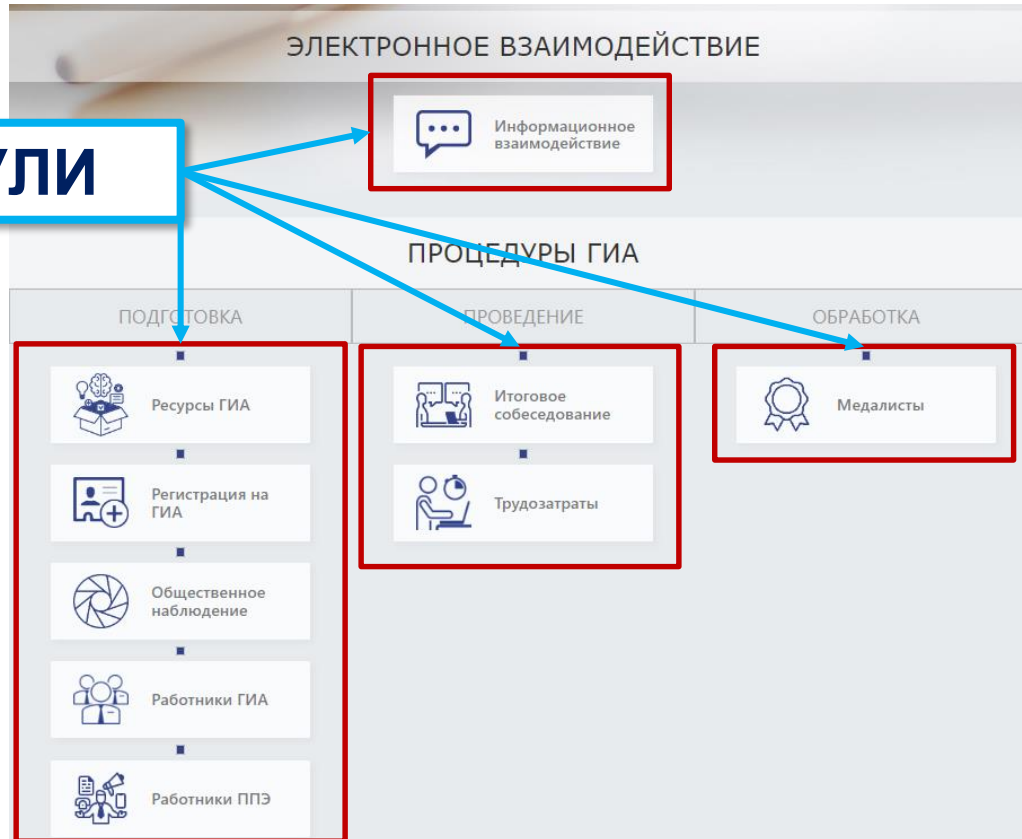 ЭЛЕКТРОННОЕ ВЗАИМОДЕЙСТВИЕ
Информационное
взаимодействие
УЛИ
ПРОЦЕДУРЫ ГИА
ПОДГОТОВКА
ПРОВЕДЕНИЕ
ОБРАБОТКА
Ресурсы ГИА
Регистрация на
ГИА
Общественное
наблюдение
Работники ГИА
Работники ППЭ
Итоговое
собеседование
Трудозатраты
Медалисты